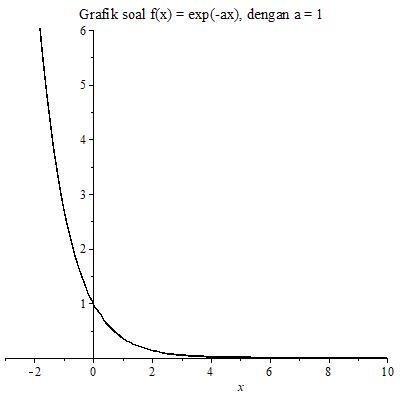 Grafik soal f(x) = exp(-ax), dengan a = 1
6
5
4
3
2
1
-2 0 2 4 6 8 10
x